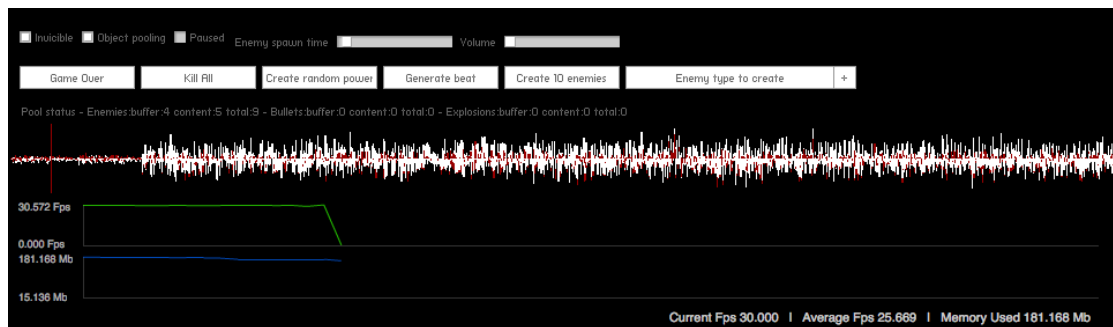 Invicible Object pooling Paused Enemy spawn time Volume
Game Over Kill All Create random power Generate beat Create 10 enemies Enemy type to create +
Pool status - Enemies:buffer:4 content:5 total:9 - Bullets:buffer:0 content:0 total:0 - Explosions:buffer:0 content:0 total:0
30.572 Fps
0.000 Fps
181.168 Mb
15.136 Mb
Current Fps 30.000 | Average Fps 25.669 | Memory Used 181.168 Mb